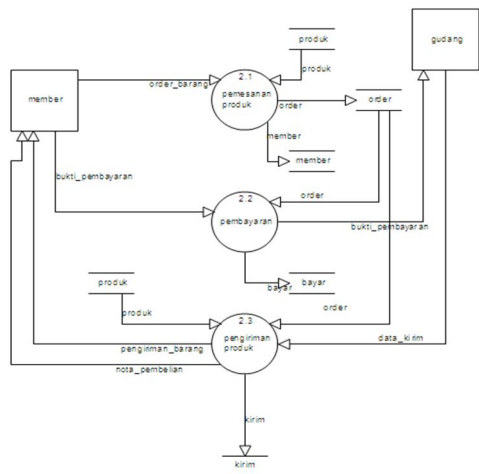 produk
gudang
produk
2.1
member
order_barang
pemesanan
produk
order
order
member
member
bukti_pembayaran
2.2
order
pembayaran
bukti_pembayaran
produk
bayar
bayar
produk
2.3
order
pengiriman
produk
data_kirim
pengiriman_barang
nota_pembelian
kirim
kirim